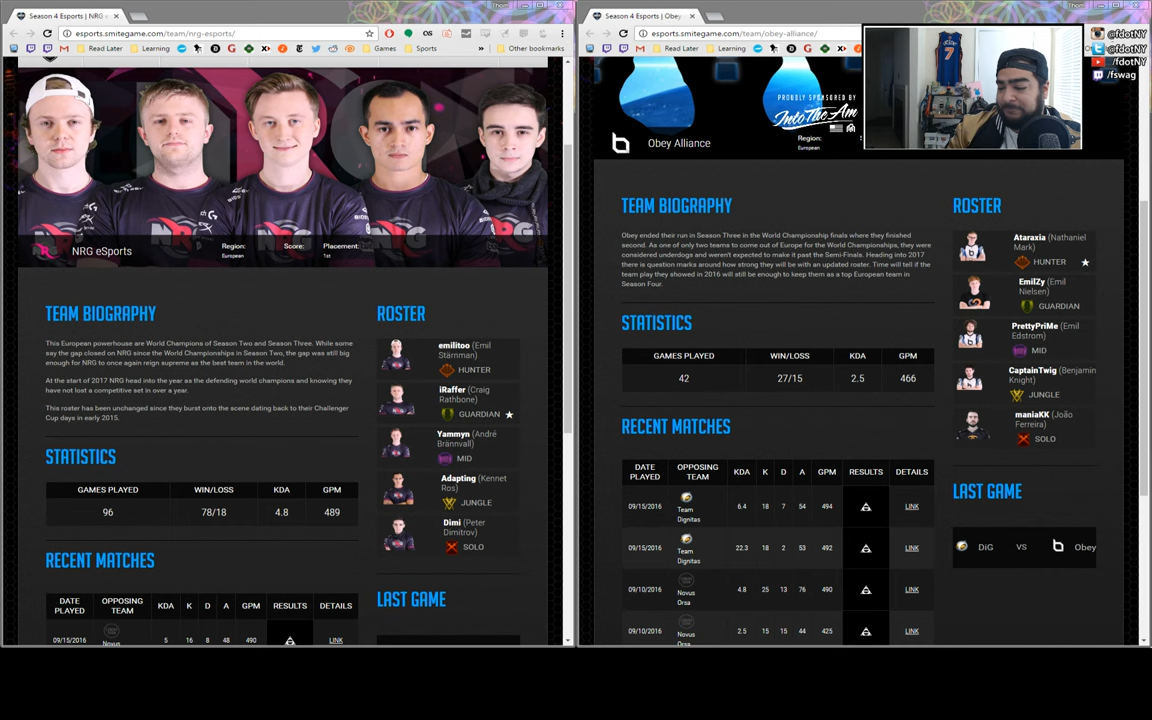 Season 4 Esports | NRG e
esports.smitegame.com/team/nrg-esports/
Read Later
Learning
Games
Sports
Other bookmarks
NRG eSports
Region:
European
Score:
Placement:
1st
TEAM BIOGRAPHY
This European powerhouse are World Champions of Season Two and Season Three. While some
say the gap closed on NRG since the World Championships in Season Two, the gap was still big
enough for NRG to once again reign supreme as the best team in the world.
At the start of 2017 NRG head into the year as the defending world champions and knowing they
have not lost a competitive set in over a year.
This roster has been unchanged since they burst onto the scene dating back to their Challenger
Cup days in early 2015.
STATISTICS
GAMES PLAYED WIN/LOSS KDA GPM
96 78/18 4.8 489
RECENT MATCHES
DATE PLAYED OPPOSING TEAM KDA K D A GPM RESULTS DETAILS
09/15/2016 Novus 5 16 8 48 490 LINK
ROSTER
emilitoo (Emil
Stärnman)
HUNTER
iRaffer (Craig
Rathbone)
GUARDIAN
Yammyn (André
Brännvall)
MID
Adapting (Kennet
Ros)
JUNGLE
Dimi (Peter
Dimitrov)
SOLO
LAST GAME
Season 4 Esports | Obey
esports.smitegame.com/team/obey-alliance/
Read Later
Learning
@fdotNY
@fdotNY
/fdotNY
/fswag
PROUDLY SPONSORED BY
Into The Am
Obey Alliance
Region:
European
TEAM BIOGRAPHY
Obey ended their run in Season Three in the World Championship finals where they finished
second. As one of only two teams to come out of Europe for the World Championships, they were
considered underdogs and weren't expected to make it past the Semi-Finals. Heading into 2017
there is question marks around how strong they will be with an updated roster. Time will tell if the
team play they showed in 2016 will still be enough to keep them as a top European team in
Season Four.
STATISTICS
GAMES PLAYED WIN/LOSS KDA GPM
42 27/15 2.5 466
RECENT MATCHES
DATE PLAYED OPPOSING TEAM KDA K D A GPM RESULTS DETAILS
09/15/2016 Team Dignitas 6.4 18 7 54 494 LINK
09/15/2016 Team Dignitas 22.3 18 2 53 492 LINK
09/10/2016 Novus Orsa 4.8 25 13 76 490 LINK
09/10/2016 Novus Orsa 2.5 15 15 44 425 LINK
ROSTER
Ataraxia (Nathaniel
Mark)
HUNTER
EmilZy (Emil
Nielsen)
GUARDIAN
PrettyPriMe (Emil
Edstrom)
MID
CaptainTwig (Benjamin
Knight)
JUNGLE
maniaKK (João
Ferreira)
SOLO
LAST GAME
DiG VS Obey